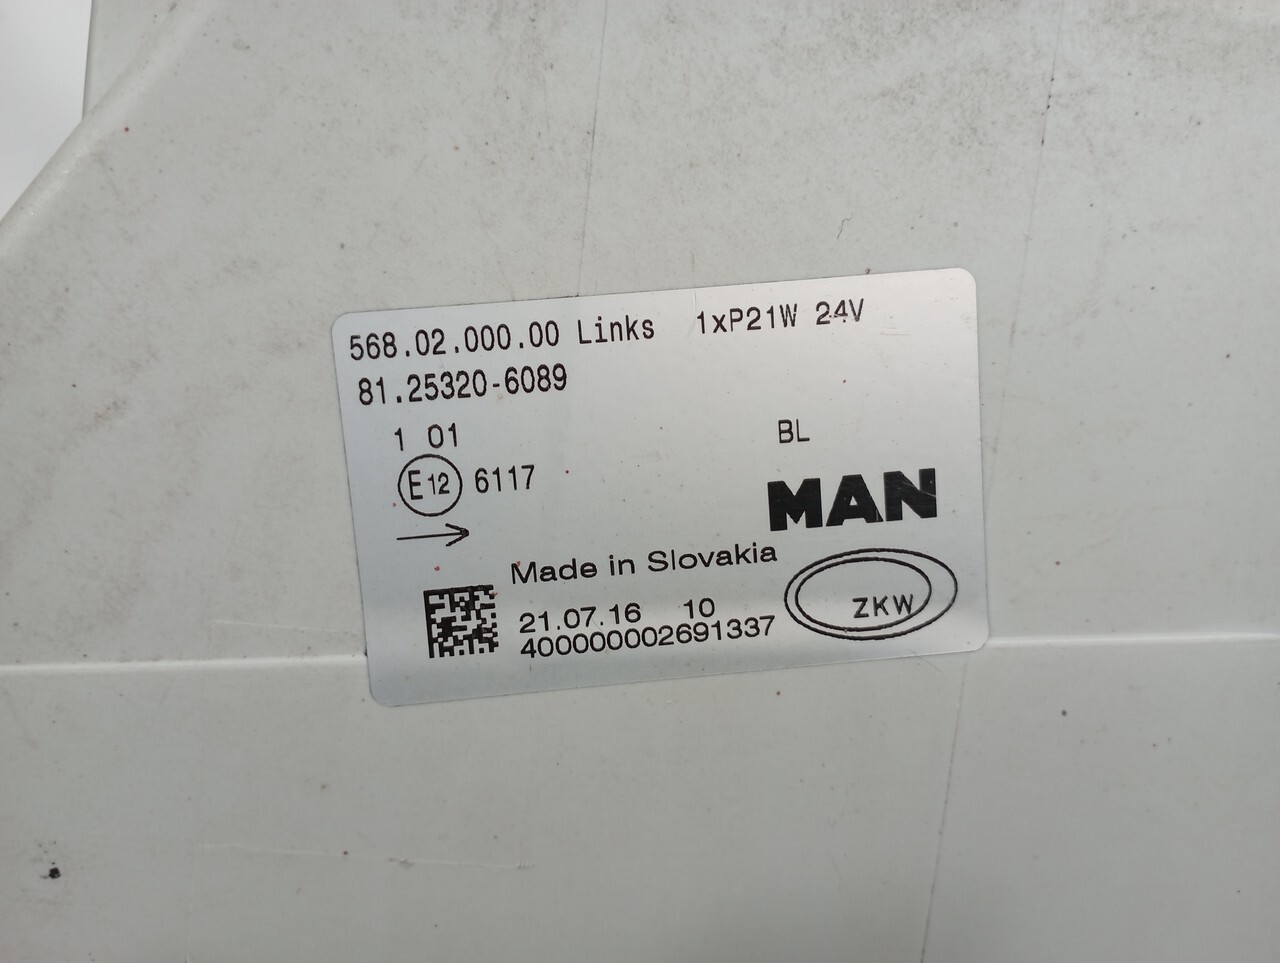 568.02.000.00 Links 1xP21W 24V
81.25320-6089
1 01
BL
E12 6117
MAN
Made in Slovakia
21.07.16 10
400000002691337
ZKW